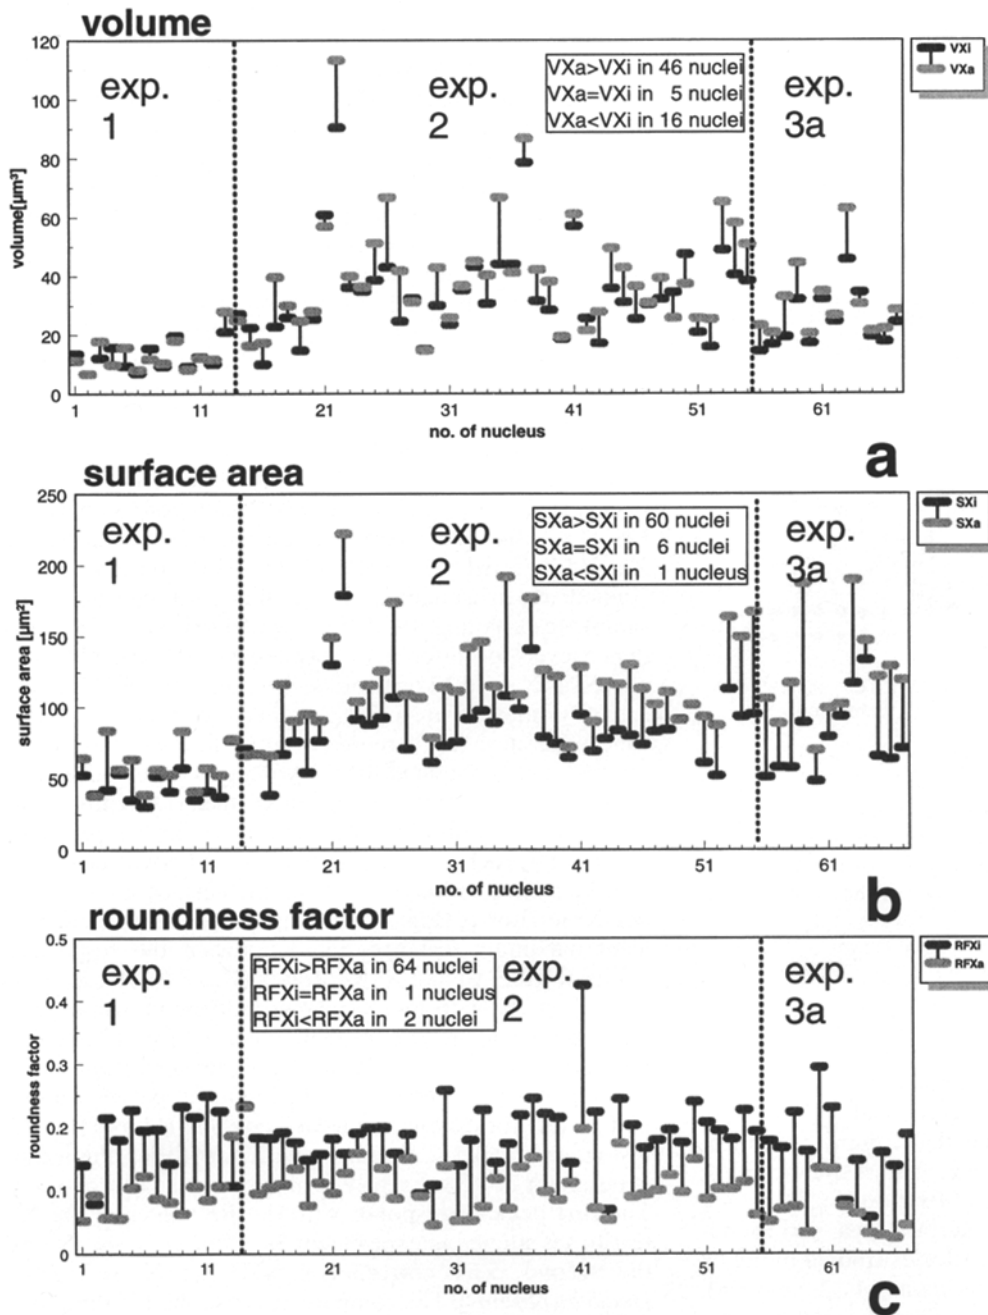 volume
120
100
80
60
40
20
0
volume[µm³]
exp.
1
exp.
2
exp.
3a
VXa>VXi in 46 nuclei
VXa=VXi in 5 nuclei
VXa<VXi in 16 nuclei
VXi
VXa
1 11 21 31 41 51 61
no. of nucleus
a
surface area
250
200
150
100
50
0
surface area [µm²]
exp.
1
exp.
2
exp.
3a
SXa>SXi in 60 nuclei
SXa=SXi in 6 nuclei
SXa<SXi in 1 nucleus
SXi
SXa
1 11 21 31 41 51 61
no. of nucleus
b
roundness factor
0.5
0.4
0.3
0.2
0.1
0
roundness factor
exp.
1
exp.
2
exp.
3a
RFXi>RFXa in 64 nuclei
RFXi=RFXa in 1 nucleus
RFXi<RFXa in 2 nuclei
RFXi
RFXa
1 11 21 31 41 51 61
no. of nucleus
c